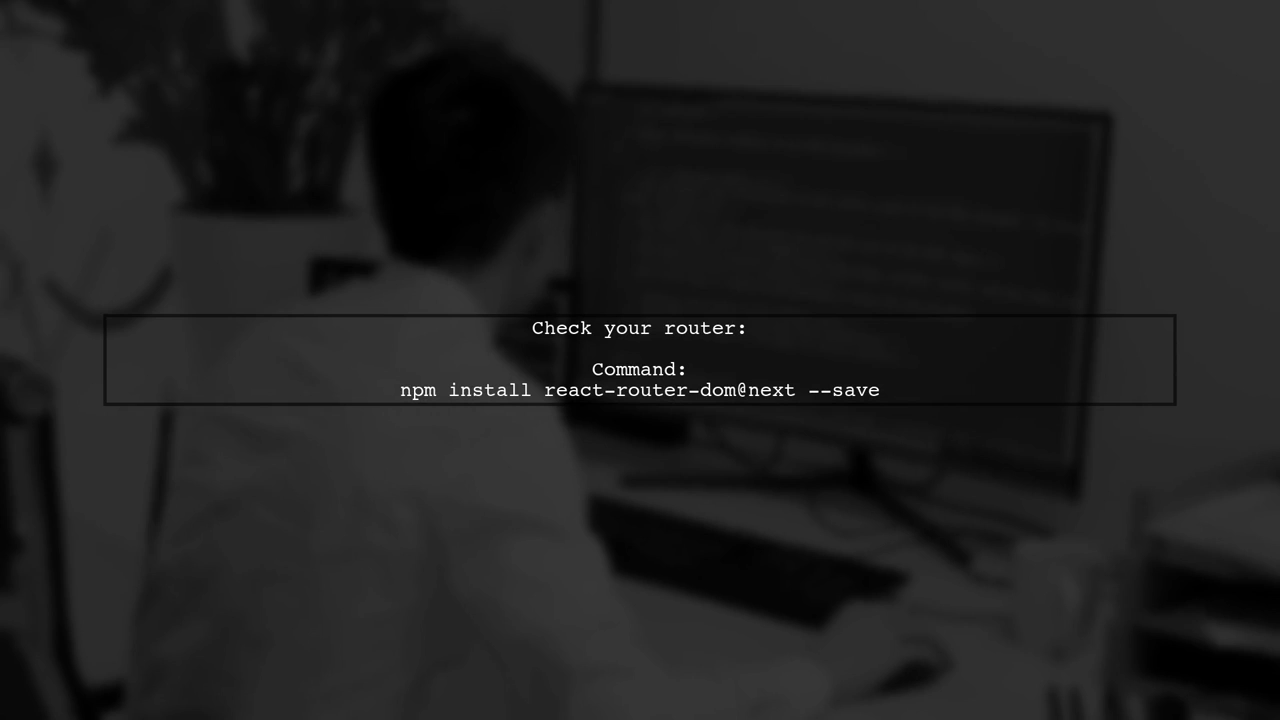 Check your router:
Command:
npm install react-router-dom@next --save